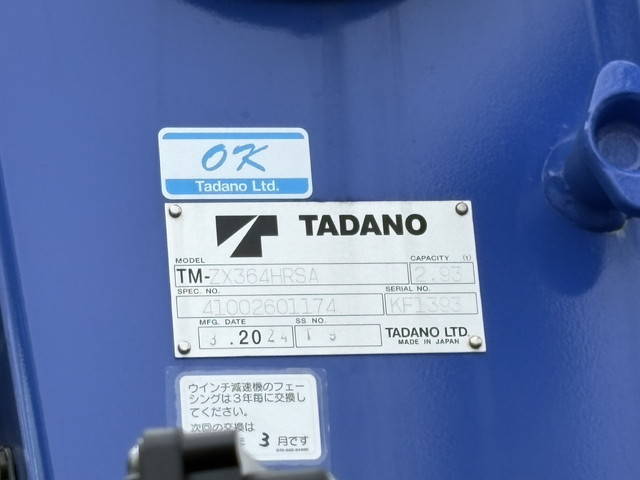 OK
Tadano Ltd.
TADANO
MODEL
TM-ZX364HRSA
CAPACITY (t)
2.93
SPEC. NO.
41002601174
SERIAL NO.
KF1393
MFG. DATE
3 . 2024
SS NO.
TADANO LTD.
MADE IN JAPAN
ウインチ減速機のフェー
シングは3年毎に交換し
てください。
次回の交換は
年 3 月です